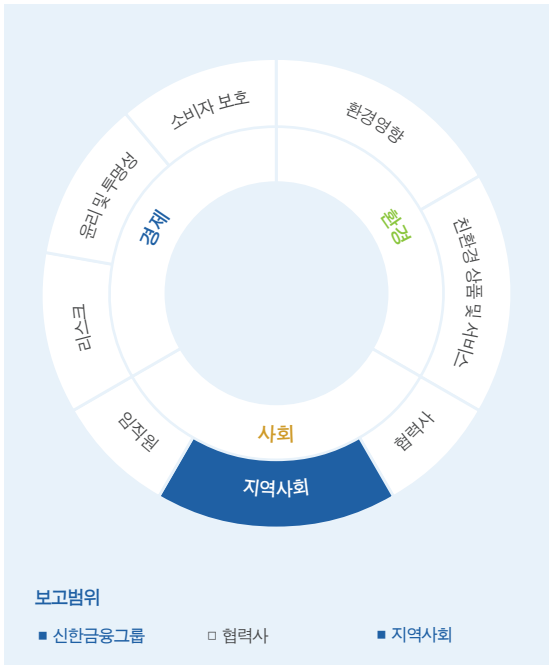 소비자 보호
환경영향
윤리 및 투명성
경제
환경
친환경 상품 및 서비스
리스크
임직원
사회
협력사
지역사회
보고범위
신한금융그룹
협력사
지역사회